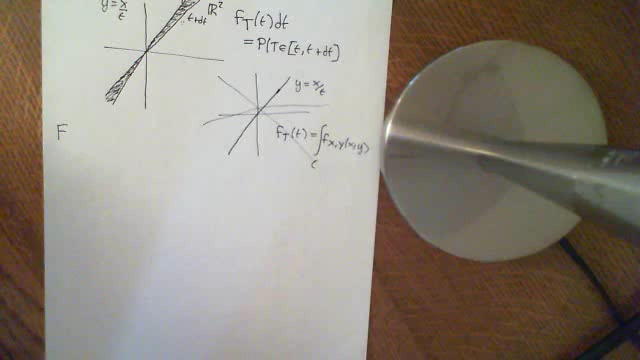 y = x/t
ℝ²
t+dt
f_T(t)dt
= P(T∈[t, t+dt]
y = x/t
f_T(t) = ∫ f_{x,y}(x,y)
c
F